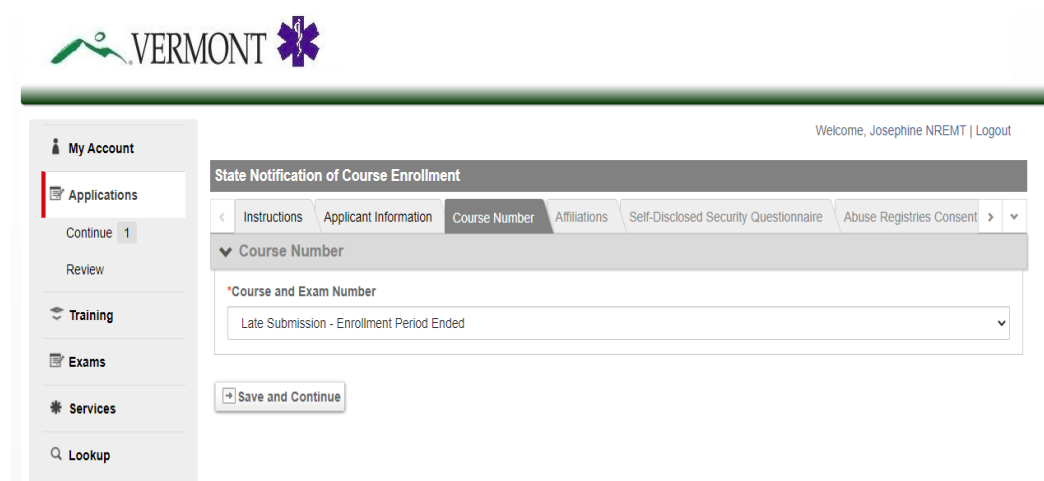 VERMONT
Welcome, Josephine NREMT | Logout
My Account
Applications
Continue 1
Review
Training
Exams
Services
Lookup
State Notification of Course Enrollment
Instructions Applicant Information Course Number Affiliations Self-Disclosed Security Questionnaire Abuse Registries Consent
Course Number
*Course and Exam Number
Late Submission - Enrollment Period Ended
Save and Continue